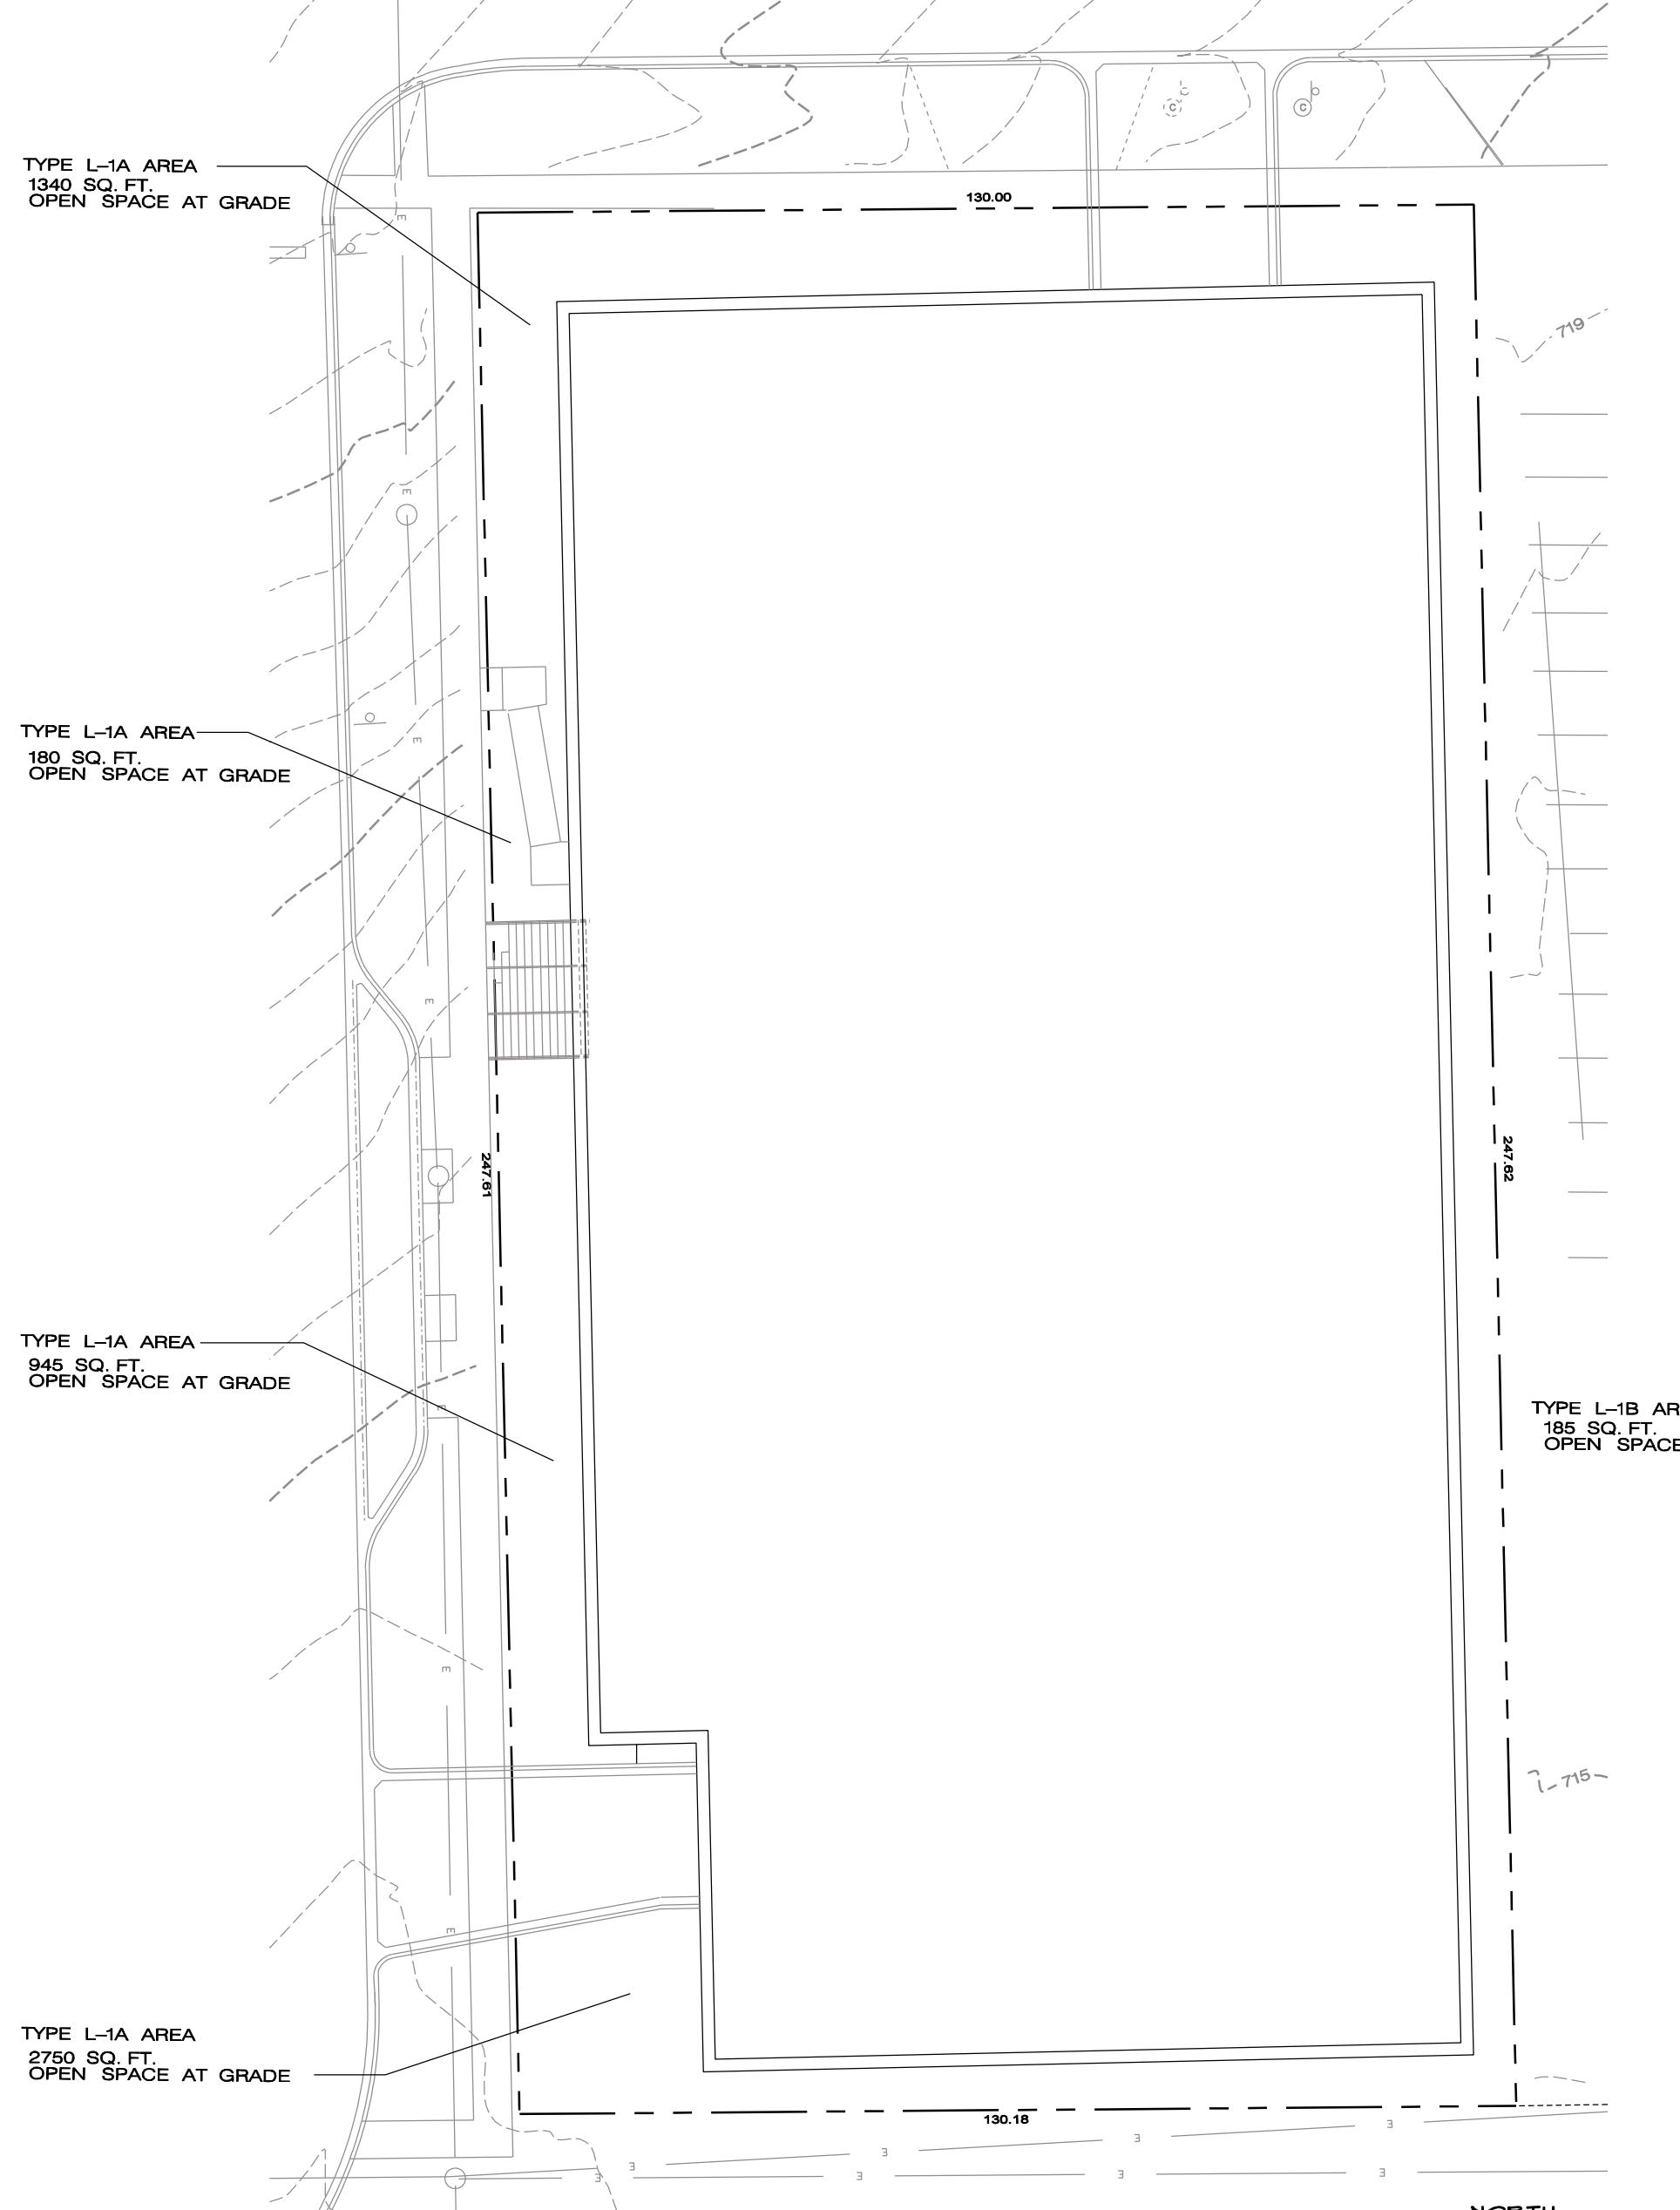 TYPE L-1A AREA
1340 SQ. FT.
OPEN SPACE AT GRADE
130.00
C
C
E
719
E
TYPE L-1A AREA
180 SQ. FT.
OPEN SPACE AT GRADE
E
E
247.61
247.62
TYPE L-1A AREA
945 SQ. FT.
OPEN SPACE AT GRADE
E
TYPE L-1B AR
185 SQ. FT.
OPEN SPACE
E
715
E
TYPE L-1A AREA
2750 SQ. FT.
OPEN SPACE AT GRADE
130.18
E
E
E
E
E
E
E
E
NORTH